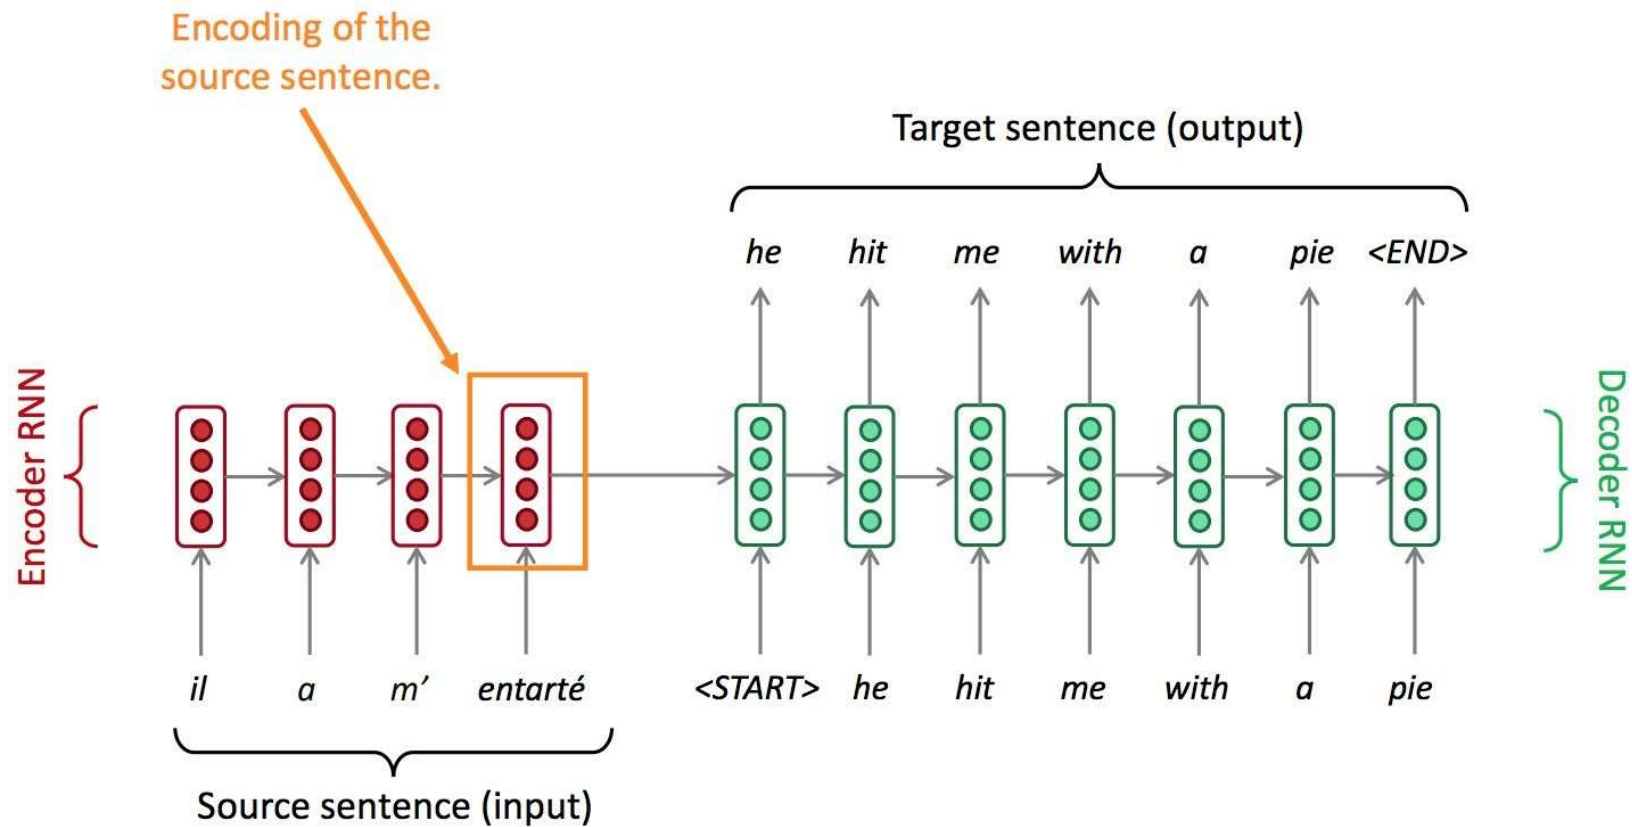 Encoding of the
source sentence.
Target sentence (output)
he hit me with a pie <END>
Encoder RNN
Decoder RNN
il a m’ entarté <START> he hit me with a pie
Source sentence (input)